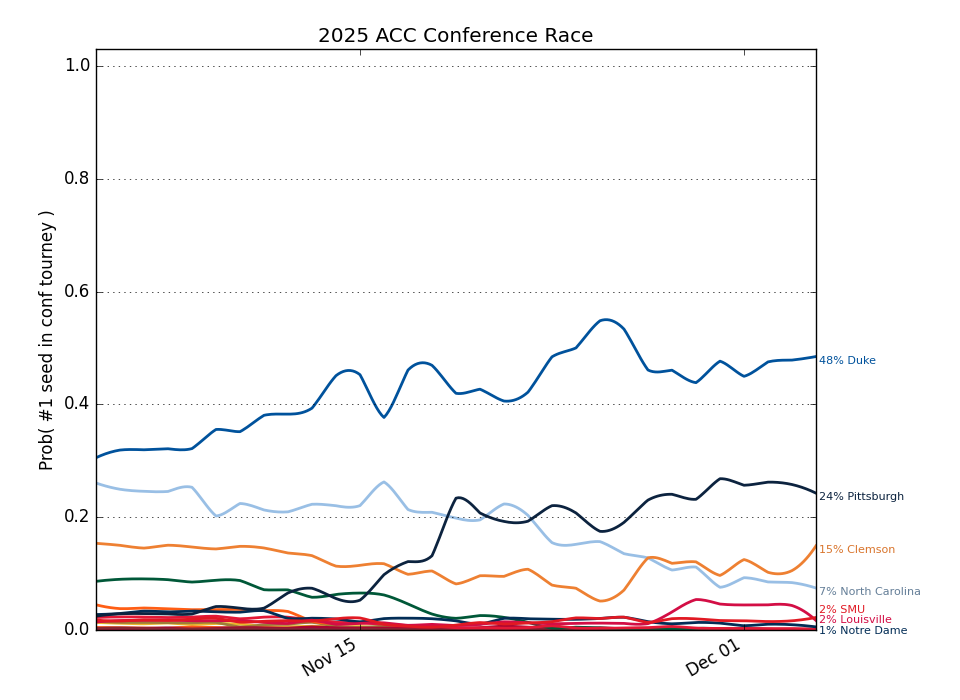 2025 ACC Conference Race
Prob( #1 seed in conf tourney )
1.0
0.8
0.6
0.4
0.2
0.0
Nov 15
Dec 01
48% Duke
24% Pittsburgh
15% Clemson
7% North Carolina
2% SMU
2% Louisville
1% Notre Dame